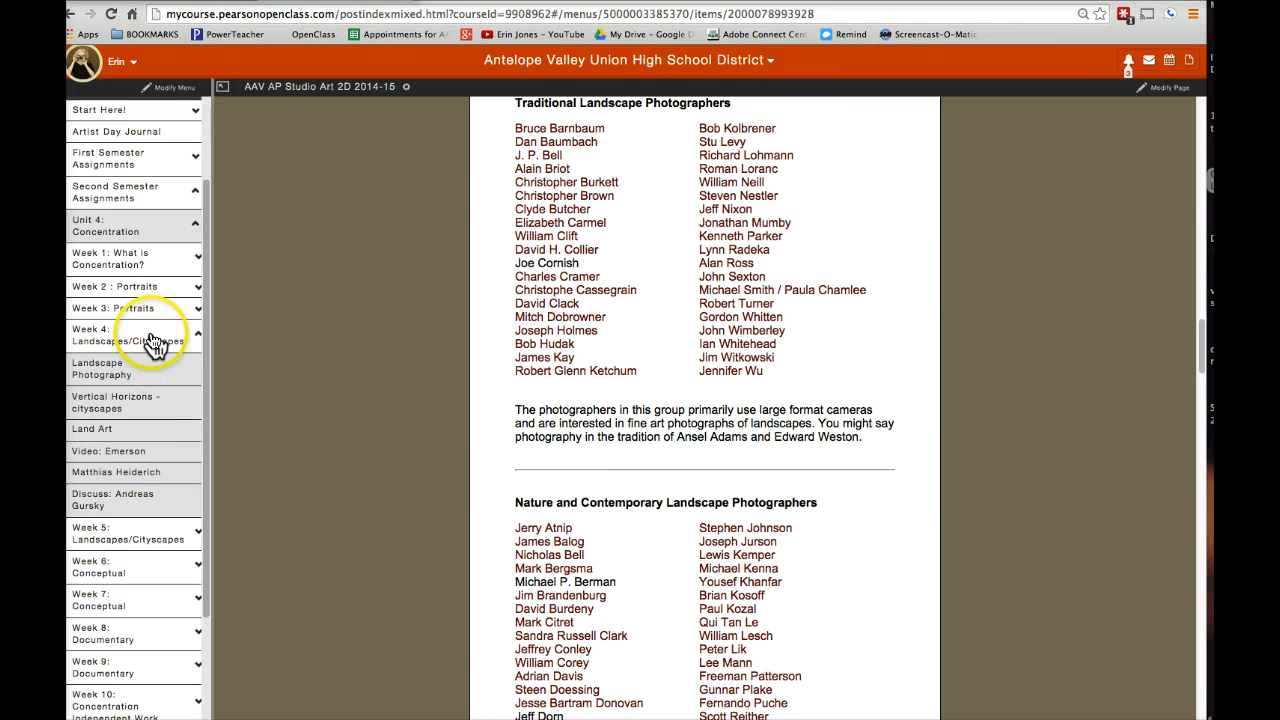 mycourse.pearsonopenclass.com/postindexmixed.html?courseId=9908962#/menus/5000003385370/items/2000078993928
Apps BOOKMARKS PowerTeacher OpenClass Appointments for A Erin Jones - YouTube My Drive - Google D Adobe Connect Cent Remind Screencast-O-Matic
Erin
Antelope Valley Union High School District
3
Modify Menu
AAV AP Studio Art 2D 2014-15
Modify Page
Start Here!
Artist Day Journal
First Semester
Assignments
Second Semester
Assignments
Unit 4:
Concentration
Week 1: What is
Concentration?
Week 2 : Portraits
Week 3: Portraits
Week 4:
Landscapes/Cityscapes
Landscape
Photography
Vertical Horizons -
cityscapes
Land Art
Video: Emerson
Matthias Heiderich
Discuss: Andreas
Gursky
Week 5:
Landscapes/Cityscapes
Week 6:
Conceptual
Week 7:
Conceptual
Week 8:
Documentary
Week 9:
Documentary
Week 10:
Concentration
Independent Work
Traditional Landscape Photographers
Bruce Barnbaum Bob Kolbrener
Dan Baumbach Stu Levy
J. P. Bell Richard Lohmann
Alain Briot Roman Loranc
Christopher Burkett William Neill
Christopher Brown Steven Nestler
Clyde Butcher Jeff Nixon
Elizabeth Carmel Jonathan Mumby
William Clift Kenneth Parker
David H. Collier Lynn Radeka
Joe Cornish Alan Ross
Charles Cramer John Sexton
Christophe Cassegrain Michael Smith / Paula Chamlee
David Clack Robert Turner
Mitch Dobrowner Gordon Whitten
Joseph Holmes John Wimberley
Bob Hudak Ian Whitehead
James Kay Jim Witkowski
Robert Glenn Ketchum Jennifer Wu
The photographers in this group primarily use large format cameras
and are interested in fine art photographs of landscapes. You might say
photography in the tradition of Ansel Adams and Edward Weston.
Nature and Contemporary Landscape Photographers
Jerry Atnip Stephen Johnson
James Balog Joseph Jurson
Nicholas Bell Lewis Kemper
Mark Bergsma Michael Kenna
Michael P. Berman Yousef Khanfar
Jim Brandenburg Brian Kosoff
David Burdeny Paul Kozal
Mark Citret Qui Tan Le
Sandra Russell Clark William Lesch
Jeffrey Conley Peter Lik
William Corey Lee Mann
Adrian Davis Freeman Patterson
Steen Doessing Gunnar Plake
Jesse Bartram Donovan Fernando Puche
Jeff Dorn Scott Reither